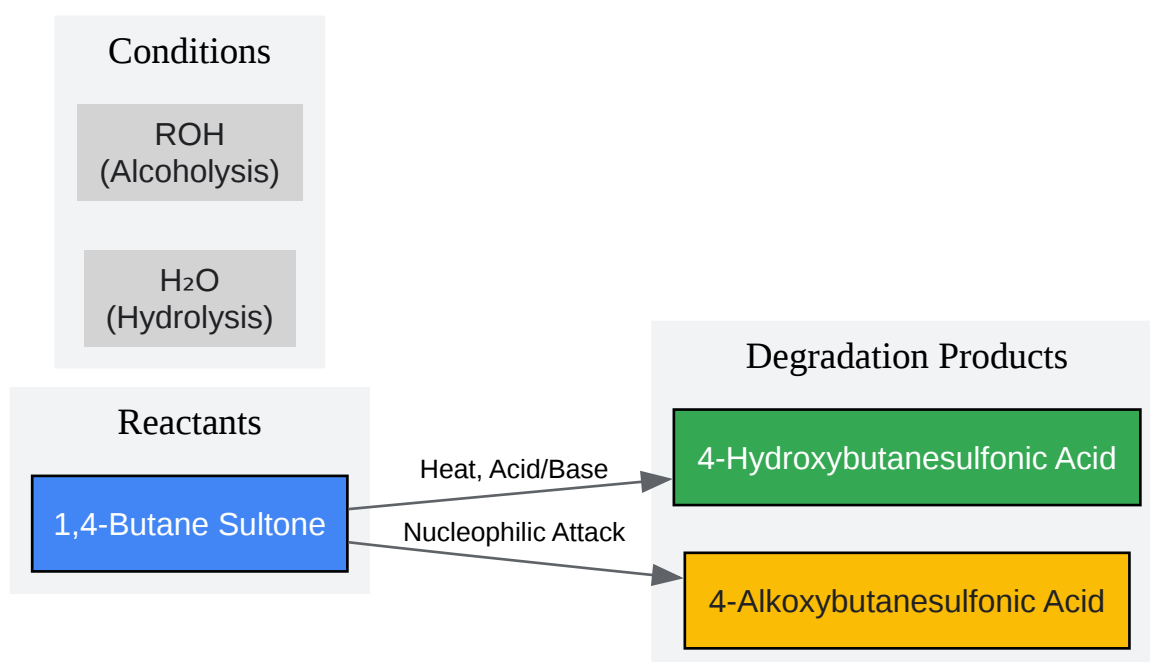 Conditions
ROH
(Alcoholysis)
H₂O
(Hydrolysis)
Reactants
1,4-Butane Sultone
Heat, Acid/Base
Nucleophilic Attack
Degradation Products
4-Hydroxybutanesulfonic Acid
4-Alkoxybutanesulfonic Acid